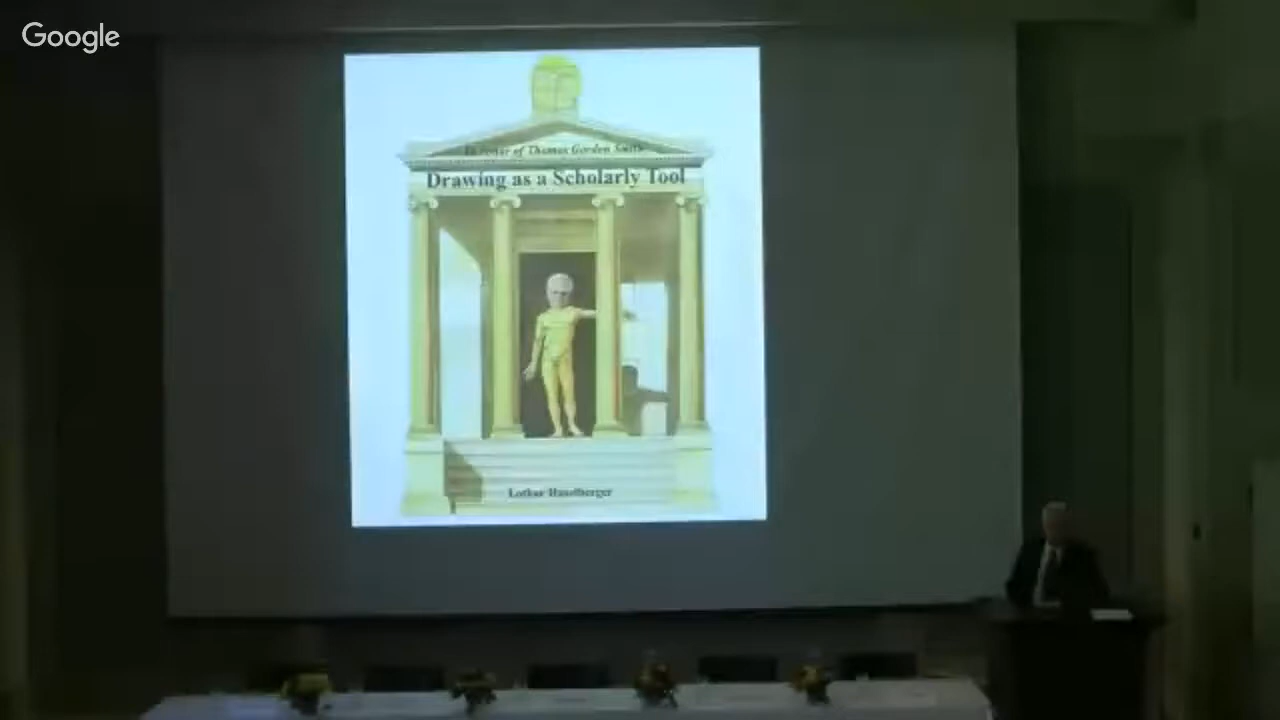 Google
In honor of Thomas Gordon Smith
Drawing as a Scholarly Tool
Lothar Haselberger